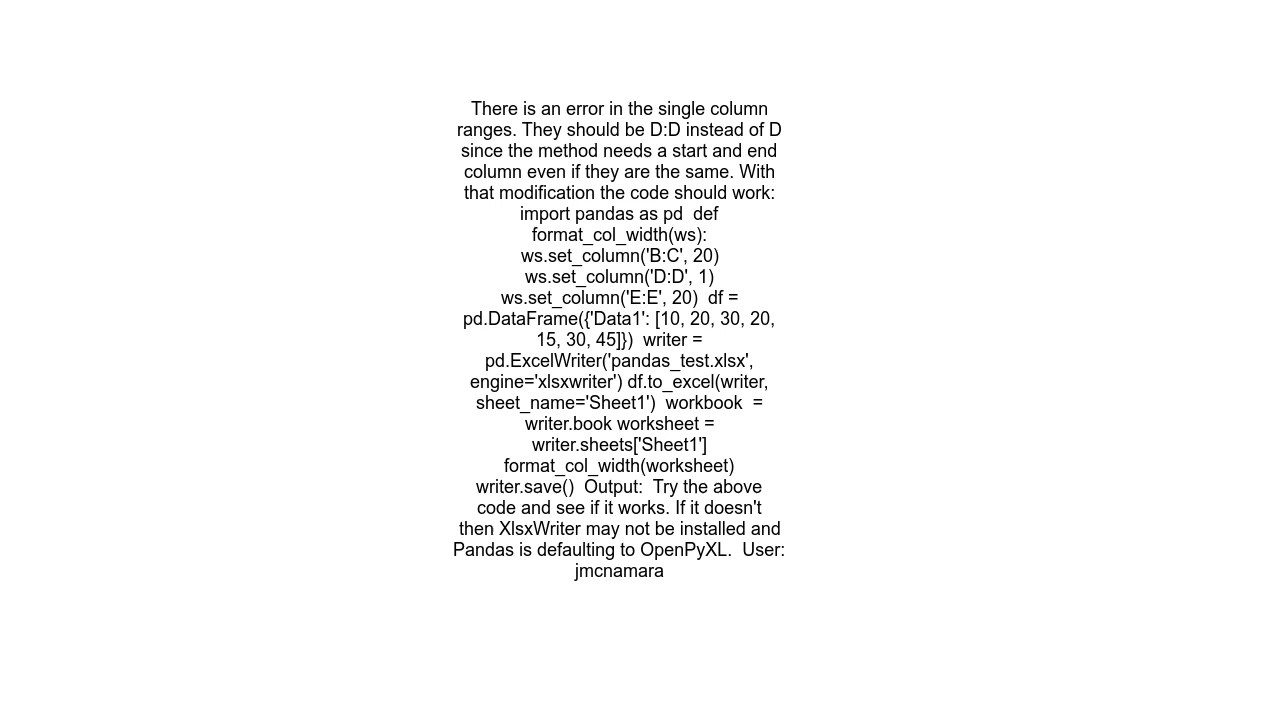 There is an error in the single column
ranges. They should be D:D instead of D
since the method needs a start and end
column even if they are the same. With
that modification the code should work:
import pandas as pd  def
format_col_width(ws):
ws.set_column('B:C', 20)
ws.set_column('D:D', 1)
ws.set_column('E:E', 20)  df =
pd.DataFrame({'Data1': [10, 20, 30, 20,
15, 30, 45]})  writer =
pd.ExcelWriter('pandas_test.xlsx',
engine='xlsxwriter') df.to_excel(writer,
sheet_name='Sheet1')  workbook  =
writer.book worksheet =
writer.sheets['Sheet1']
format_col_width(worksheet)
writer.save()  Output:  Try the above
code and see if it works. If it doesn't
then XlsxWriter may not be installed and
Pandas is defaulting to OpenPyXL.  User:
jmcnamara